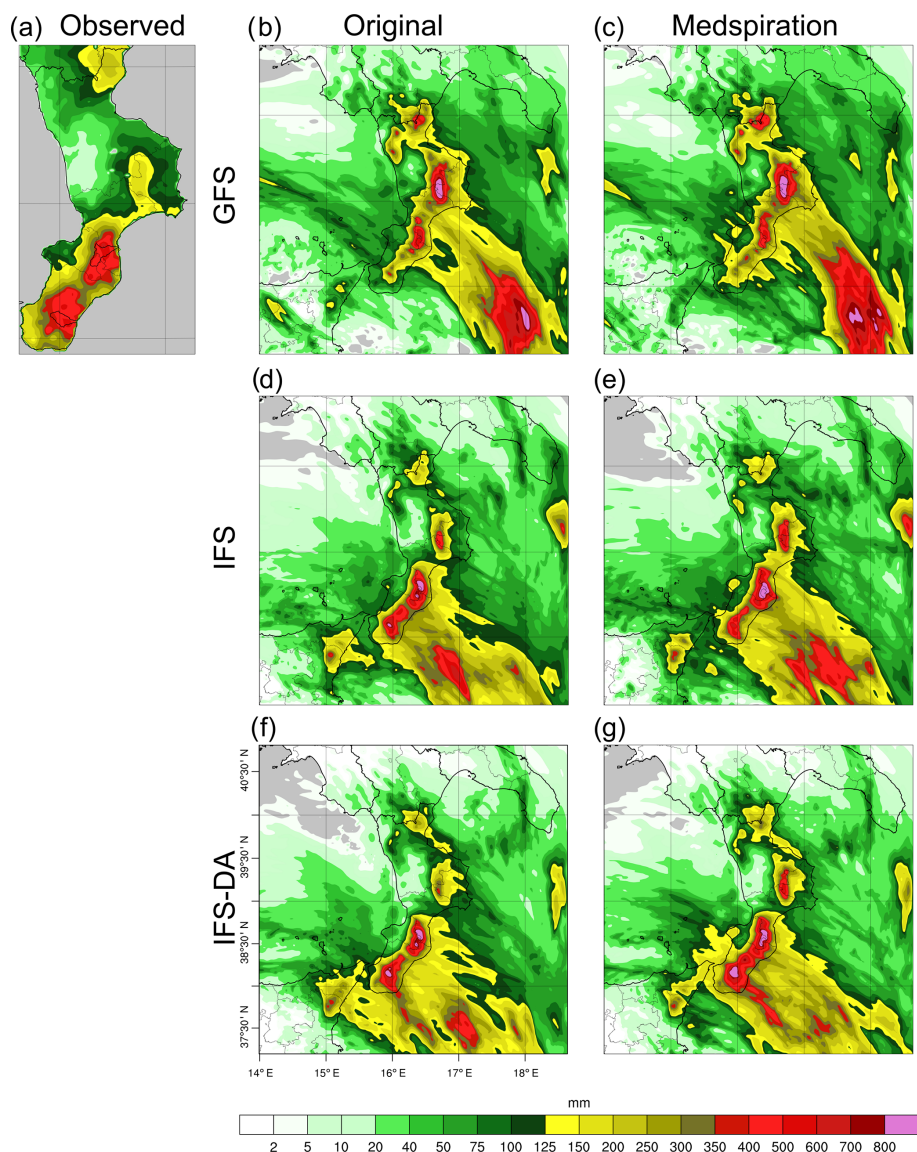 (a) Observed
(b) Original
(c) Medspiration
GFS
(d)
(e)
IFS
(f)
(g)
IFS-DA
40°30' N
39°30' N
38°30' N
37°30' N
14° E 15° E 16° E 17° E 18° E
mm
2 5 10 20 40 50 75 100 125 150 200 250 300 350 400 500 600 700 800